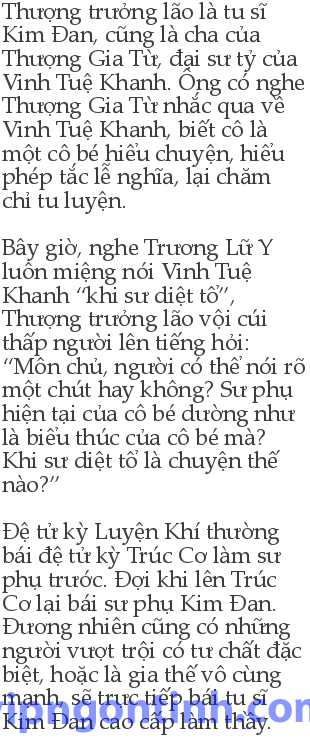 Thượng trưởng lão là tu sĩ
Kim Đan, cũng là cha của
Thượng Gia Từ, đại sư tỷ của
Vinh Tuệ Khanh. Ông có nghe
Thượng Gia Từ nhắc qua về
Vinh Tuệ Khanh, biết cô là
một cô bé hiểu chuyện, hiểu
phép tắc lễ nghĩa, lại chăm
chỉ tu luyện.

Bây giờ, nghe Trương Lữ Y
luôn miệng nói Vinh Tuệ
Khanh “khi sư diệt tổ”,
Thượng trưởng lão vội cúi
thấp người lên tiếng hỏi:
“Môn chủ, người có thể nói rõ
một chút hay không? Sư phụ
hiện tại của cô bé dường như
là biểu thúc của cô bé mà?
Khi sư diệt tổ là chuyện thế
nào?”

Đệ tử kỳ Luyện Khí thường
bái đệ tử kỳ Trúc Cơ làm sư
phụ trước. Đợi khi lên Trúc
Cơ lại bái sư phụ Kim Đan.
Đương nhiên cũng có những
người vượt trội có tư chất đặc
biệt, hoặc là gia thế vô cùng
mạnh, sẽ trực tiếp bái tu sĩ
Kim Đan cao cấp làm thầy.
vipngontinh.com